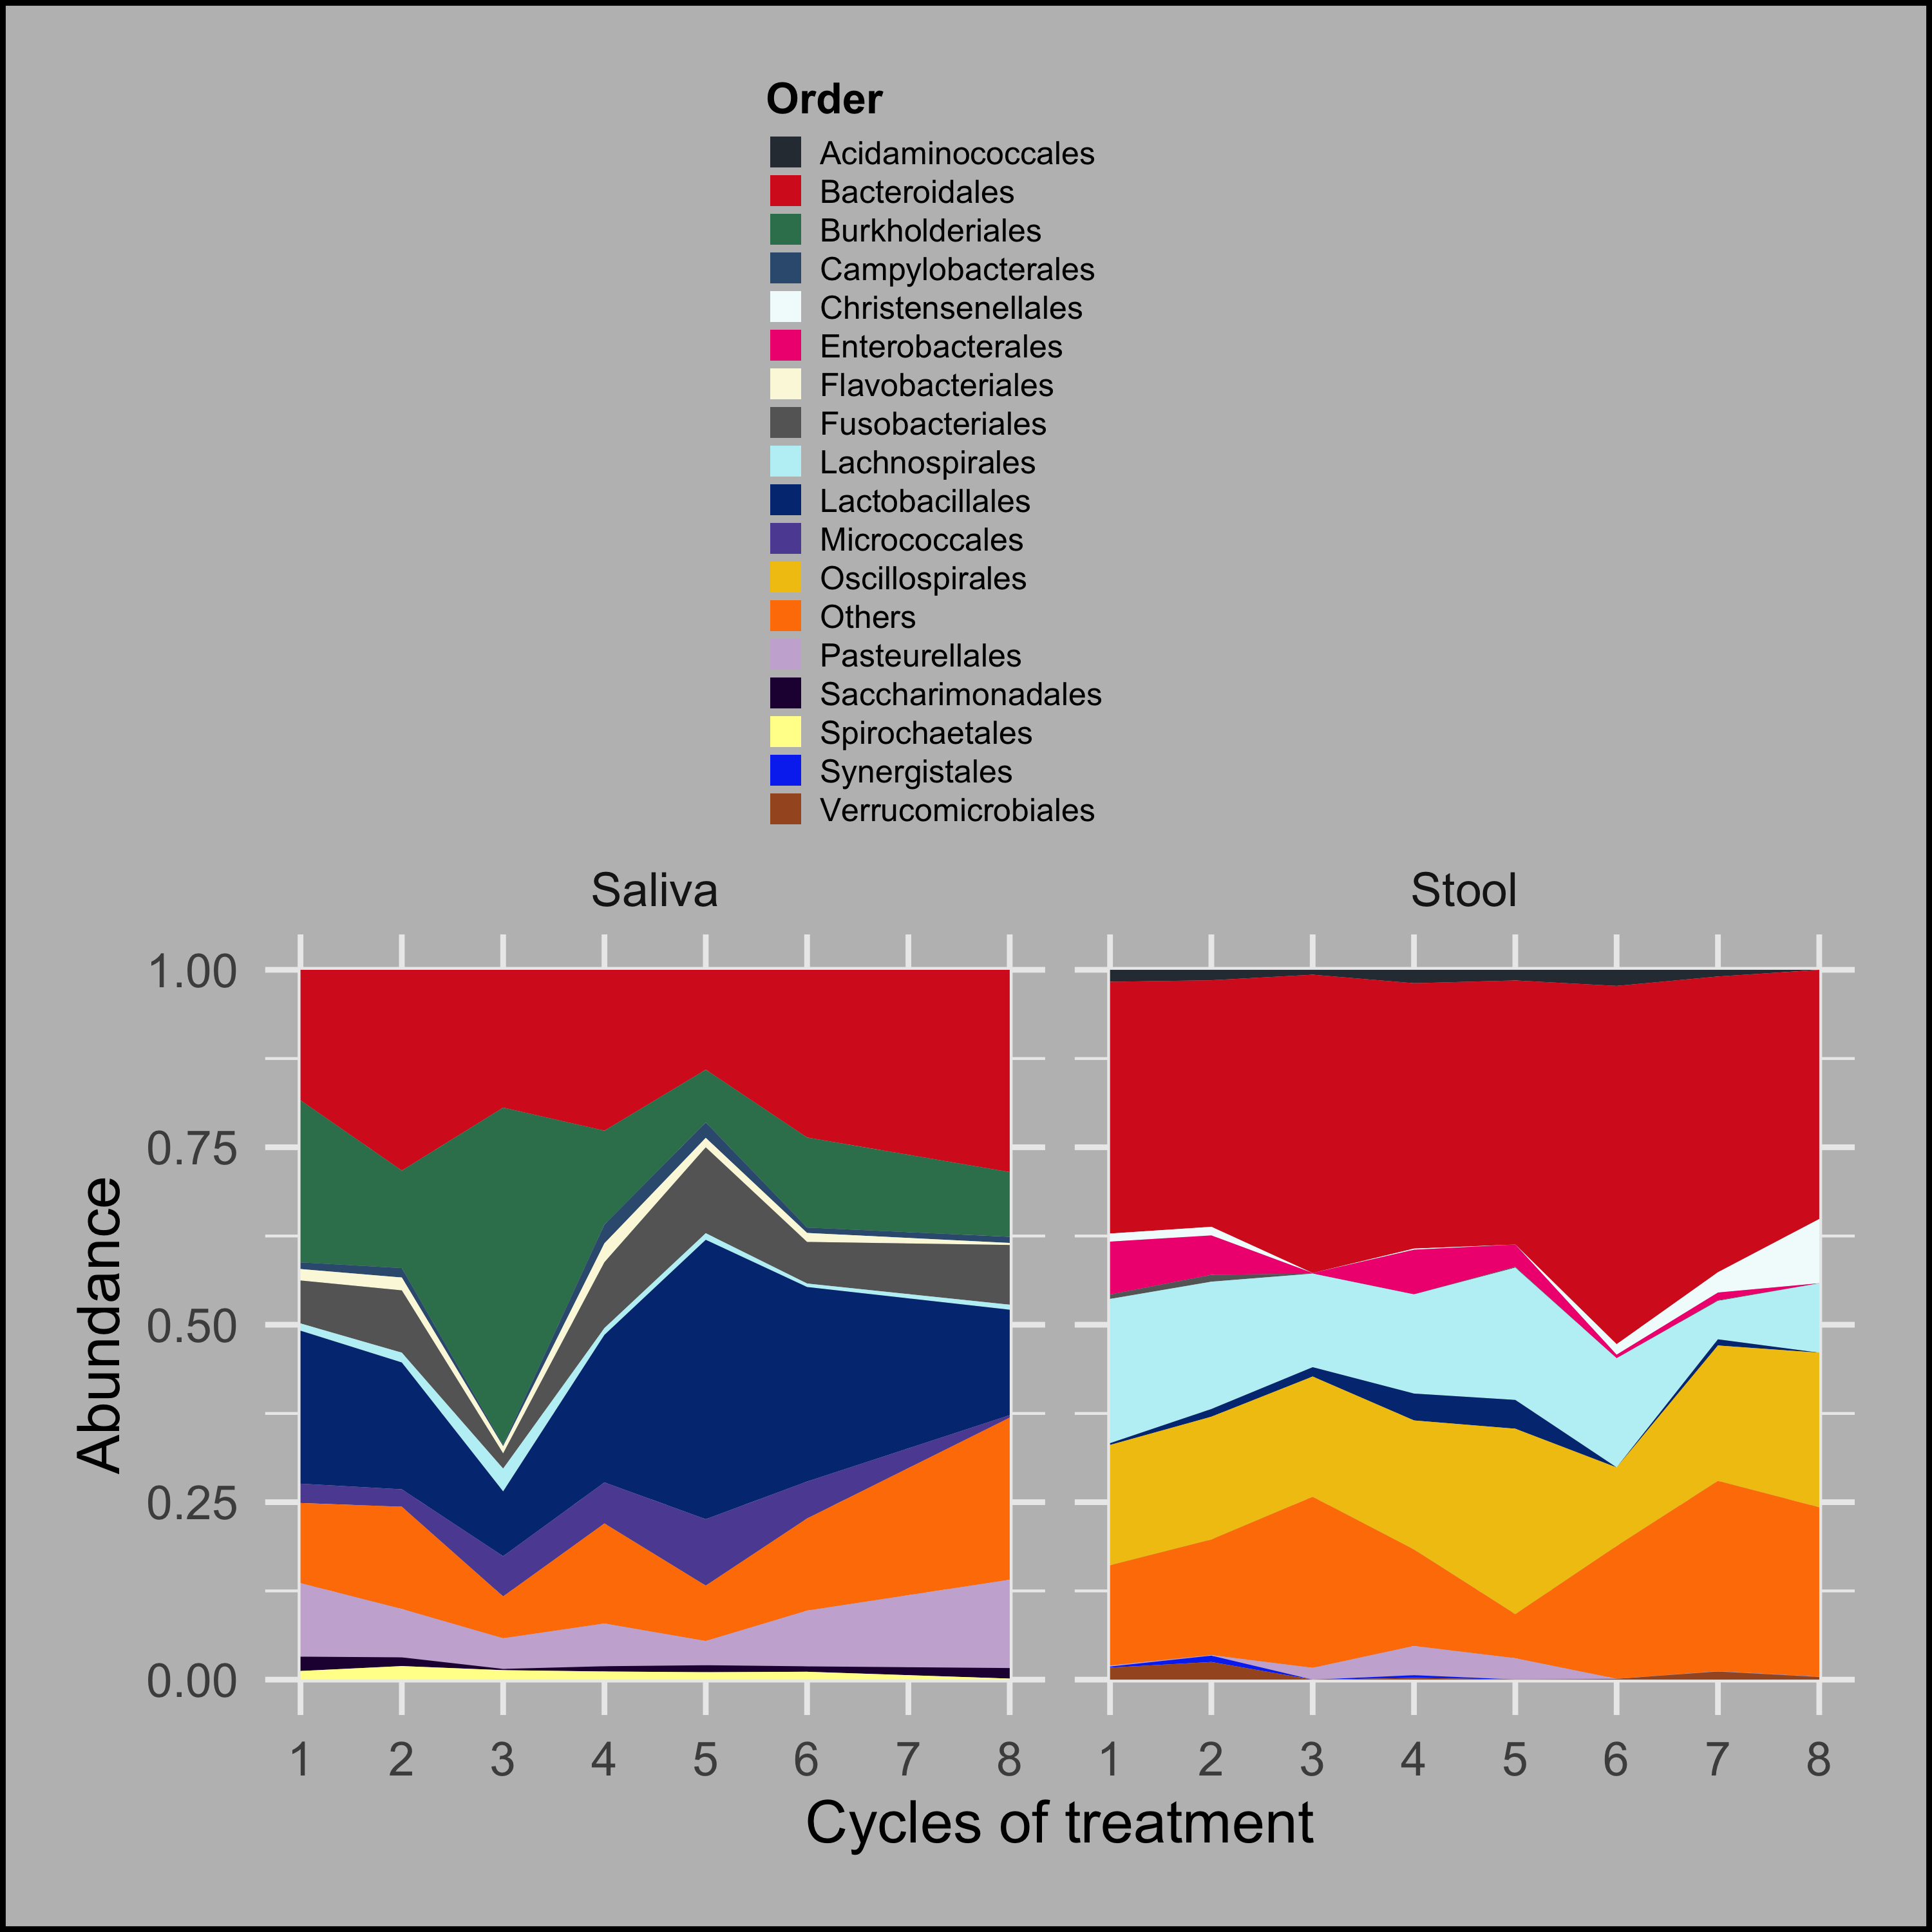 Order
Acidaminococcales
Bacteroidales
Burkholderiales
Campylobacterales
Christensenellales
Enterobacterales
Flavobacteriales
Fusobacteriales
Lachnospirales
Lactobacillales
Micrococcales
Oscillospirales
Others
Pasteurellales
Saccharimonadales
Spirochaetales
Synergistales
Verrucomicrobiales
Saliva Stool
1.00
0.75
0.50
0.25
0.00
Abundance
1 2 3 4 5 6 7 8 1 2 3 4 5 6 7 8
Cycles of treatment